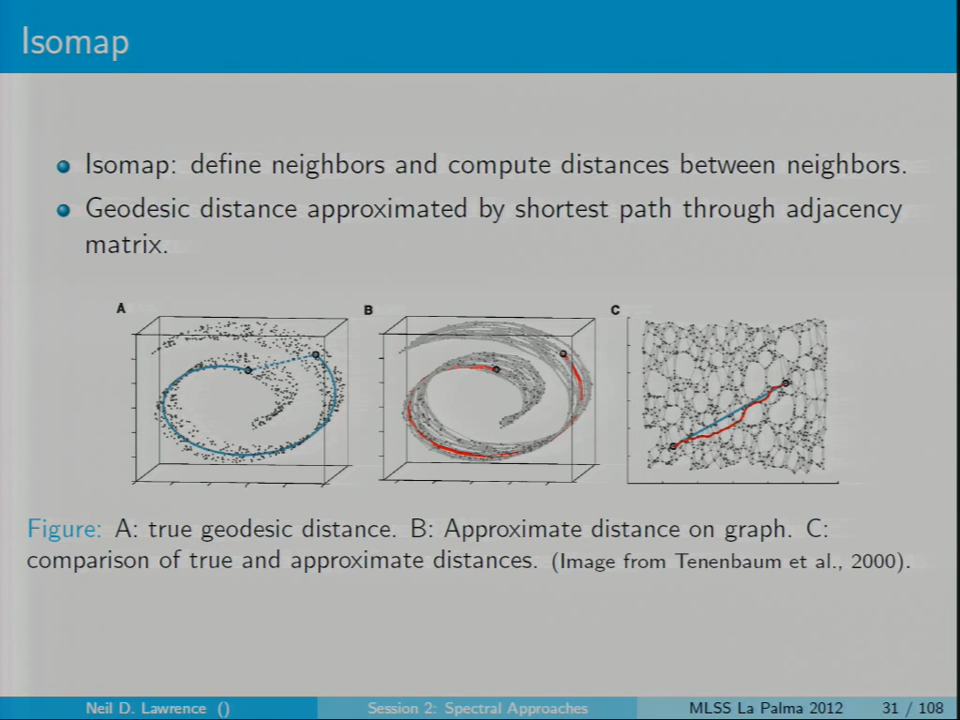 Isomap
Isomap: define neighbors and compute distances between neighbors.
Geodesic distance approximated by shortest path through adjacency
matrix.
A
B
C
Figure: A: true geodesic distance. B: Approximate distance on graph. C:
comparison of true and approximate distances. (Image from Tenenbaum et al., 2000).
Neil D. Lawrence ()
Session 2: Spectral Approaches
MLSS La Palma 2012
31 / 108